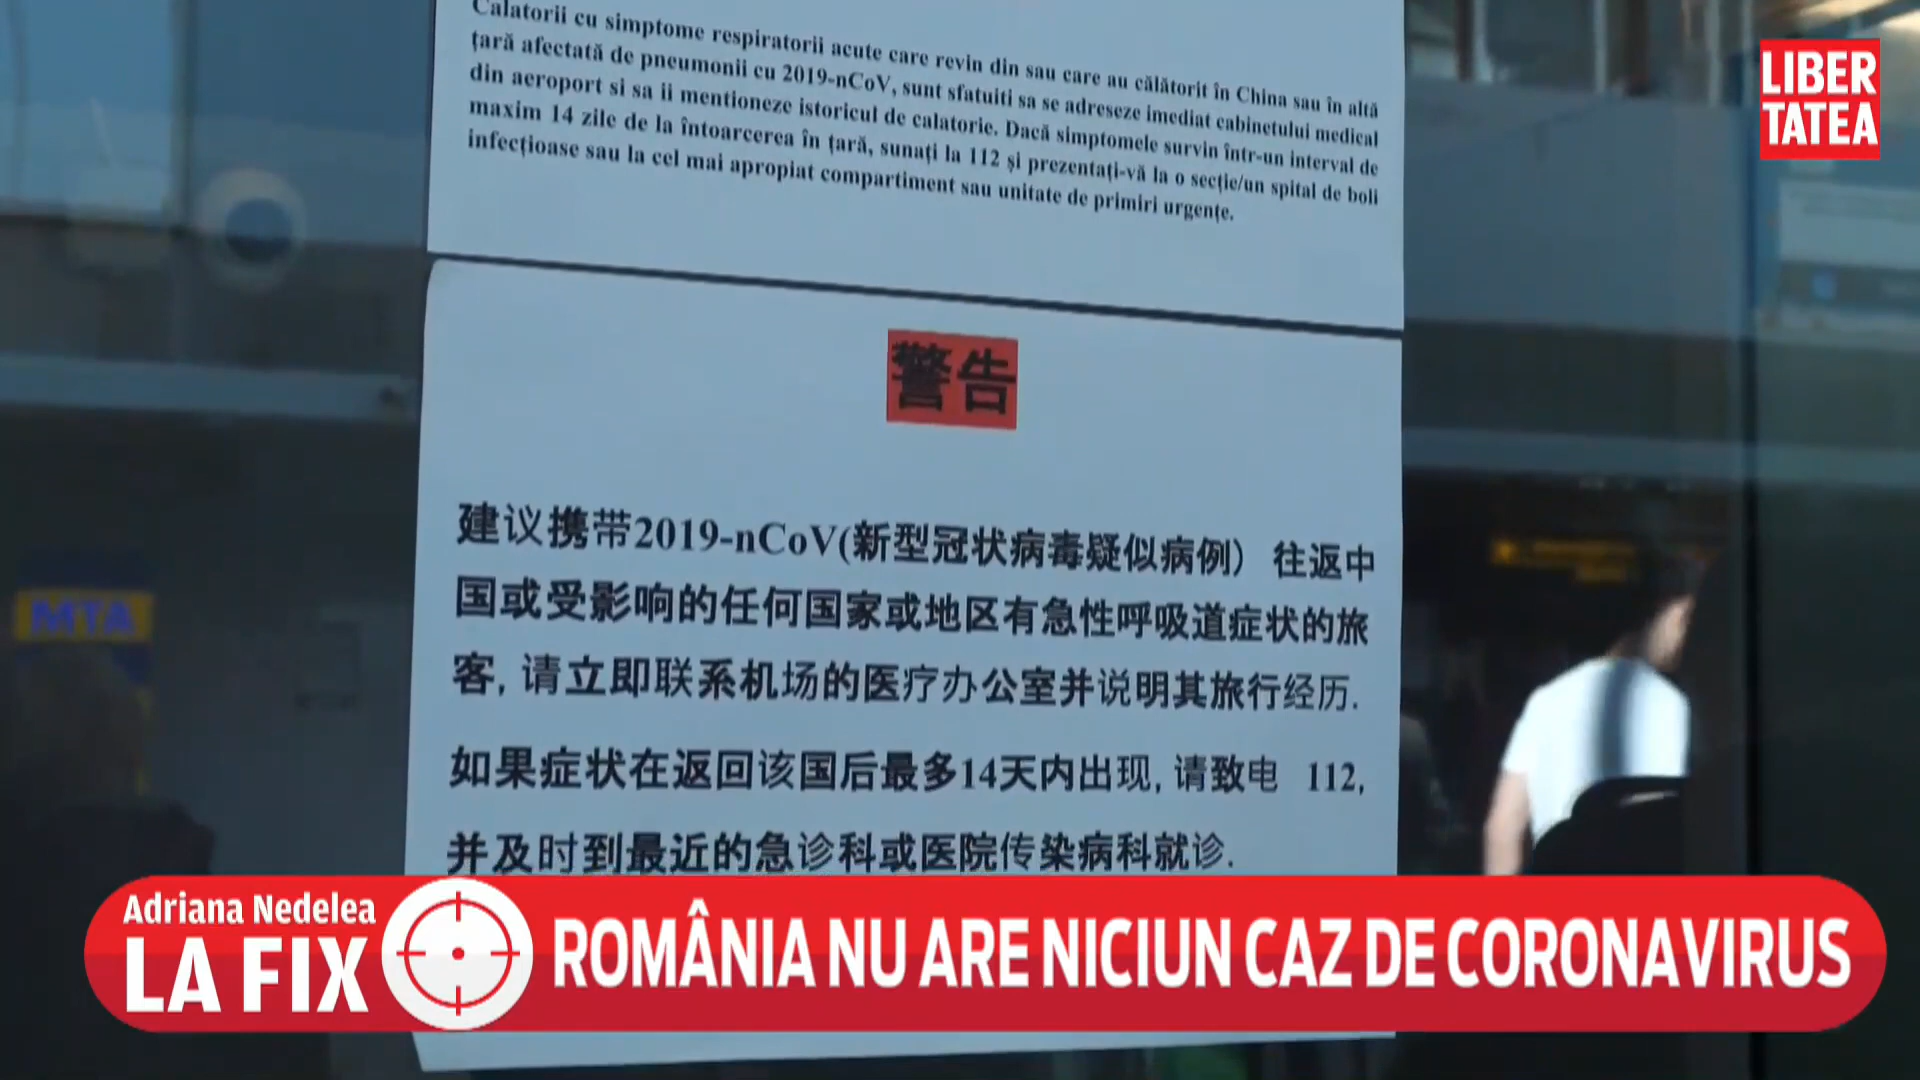 Calatorii cu simptome respiratorii acute care revin din sau care au călătorit în China sau în altă
țară afectată de pneumonii cu 2019-nCoV, sunt sfatuiti sa se adreseze imediat cabinetului medical
din aeroport si sa ii mentioneze istoricul de calatorie. Dacă simptomele survin într-un interval de
maxim 14 zile de la întoarcerea în țară, sunați la 112 și prezentați-vă la o secție/un spital de boli
infecțioase sau la cel mai apropiat compartiment sau unitate de primiri urgențe.
LIBER
TATEA
警告
建议携带2019-nCoV(新型冠状病毒疑似病例) 往返中
国或受影响的任何国家或地区有急性呼吸道症状的旅
客, 请立即联系机场的医疗办公室并说明其旅行经历.
如果症状在返回该国后最多14天内出现, 请致电 112,
并及时到最近的急诊科或医院传染病科就诊.
MTA
Adriana Nedelea
LA FIX
ROMÂNIA NU ARE NICIUN CAZ DE CORONAVIRUS